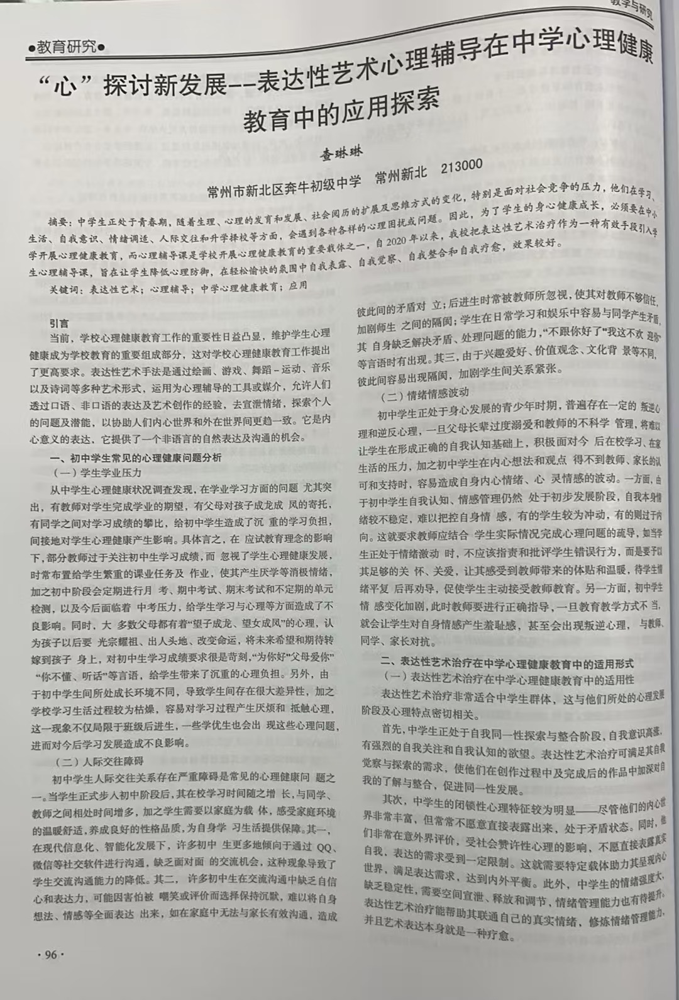 教学与研究
●教育研究●
“心”探讨新发展--表达性艺术心理辅导在中学心理健康
教育中的应用探索
查琳琳
常州市新北区奔牛初级中学 常州新北 213000
摘要：中学生正处于青春期，随着生理、心理的发育和发展、社会阅历的扩展及思维方式的变化，特别是面对社会竞争的压力，他们在学习、
生活、自我意识、情绪调适、人际交往和升学择校等方面，会遇到各种各样的心理困扰或问题。因此，为了学生的身心健康成长，必须要在中小
学开展心理健康教育，而心理辅导课是学校开展心理健康教育的重要载体之一，自2020年以来，我校把表达性艺术治疗作为一种有效手段引入学
生心理辅导课，旨在让学生降低心理防御，在轻松愉快的氛围中自我表露、自我觉察、自我整合和自我疗愈，效果较好。
关键词：表达性艺术；心理辅导；中学心理健康教育；应用
引言
当前，学校心理健康教育工作的重要性日益凸显，维护学生心理
健康成为学校教育的重要组成部分，这对学校心理健康教育工作提出
了更高要求。表达性艺术手法是通过绘画、游戏、舞蹈－运动、音乐
以及诗词等多种艺术形式，运用为心理辅导的工具或媒介，允许人们
透过口语、非口语的表达及艺术创作的经验，去宣泄情绪，探索个人
的问题及潜能，以协助人们内心世界和外在世界间更趋一致。它是内
心意义的表达，它提供了一个非语言的自然表达及沟通的机会。
一、初中学生常见的心理健康问题分析
（一）学生学业压力
从中学生心理健康状况调查发现，在学业学习方面的问题 尤其突
出，有教师对学生完成学业的期望，有父母对孩子成龙成 凤的寄托，
有同学之间对学习成绩的攀比，给初中学生造成了沉 重的学习负担，
间接地对学生心理健康产生影响。具体言之，在 应试教育理念的影响
下，部分教师过于关注初中生学习成绩，而 忽视了学生心理健康发展，
时常布置给学生繁重的课业任务及 作业，使其产生厌学等消极情绪，
加之初中阶段会定期进行月 考、期中考试、期末考试和不定期的单元
检测，以及今后面临着 中考压力，给学生学习与心理等方面造成了不
良影响。同时，大 多数父母都有着“望子成龙、望女成凤”的心理，认
为孩子以后要 光宗耀祖、出人头地、改变命运，将未来希望和期待转
嫁到孩子 身上，对初中生学习成绩要求很是苛刻，“为你好”父母爱你”
“你不懂、听话”等言语，给学生带来了沉重的心理负担。另外，由
于初中学生间所处成长环境不同，导致学生间存在很大差异性，加之
学校学习生活过程较为枯燥，容易对学习过程产生厌烦和 抵触心理，
这一现象不仅局限于班级后进生，一些学优生也会出 现这些心理问题，
进而对今后学习发展造成不良影响。
（二）人际交往障碍
初中学生人际交往关系存在严重障碍是常见的心理健康问 题之
一。当学生正式步入初中阶段后，其在校学习时间随之增 长，与同学、
教师之间相处时间增多，加之学生需要以家庭为载 体，感受家庭环境
的温暖舒适，养成良好的性格品质，为自身学 习生活提供保障。其一，
在现代信息化、智能化发展下，许多初中 生更多地倾向于通过 QQ、
微信等社交软件进行沟通，缺乏面对面 的交流机会，这种现象导致了
学生交流沟通能力的降低。其二， 许多初中生在交流沟通中缺乏自信
心和表达力，可能因害怕被 嘲笑或评价而选择保持沉默，难以将自身
想法、情感等全面表达 出来，如在家庭中无法与家长有效沟通，造成
彼此间的矛盾对 立；后进生时常被教师所忽视，使其对教师不够信任，
加剧师生 之间的隔阂；学生在日常学习和娱乐中容易与同学产生矛盾，
其 自身缺乏解决矛盾、处理问题的能力，“不跟你好了“我这不欢 迎你”
等言语时有出现。其三，由于兴趣爱好、价值观念、文化背 景等不同，
彼此间容易出现隔阂，加剧学生间关系紧张。
（二）情绪情感波动
初中学生正处于身心发展的青少年时期，普遍存在一定的 叛逆心
理和逆反心理，一旦父母长辈过度溺爱和教师的不科学 管理，将难以
让学生在形成正确的自我认知基础上，积极面对今 后在校学习、在家
生活的压力，加之初中学生在内心想法和观点 得不到教师、家长的认
可和支持时，容易造成自身内心情绪、心 灵情感的波动。一方面，由
于初中学生自我认知、情感管理仍然 处于初步发展阶段，自我本身情
绪较不稳定，难以把控自身情 感，有的学生较为冲动，有的则过于内
向。这就要求教师应结合 学生实际情况完成心理问题的疏导，如当学
生正处于情绪激动 时，不应该指责和批评学生错误行为，而是要予以
其足够的关 怀、关爱，让其感受到教师带来的体贴和温暖，待学生情
绪平复 后再劝导，促使学生主动接受教师教育。另一方面，初中学生
情 感变化加剧，此时教师要进行正确指导，一旦教育教学方式不 当，
就会让学生对自身情感产生羞耻感，甚至会出现叛逆心理， 与教师、
同学、家长对抗。
二、表达性艺术治疗在中学心理健康教育中的适用形式
（一）表达性艺术治疗在中学心理健康教育中的适用性
表达性艺术治疗非常适合中学生群体，这与他们所处的心理发展
阶段及心理特点密切相关。
首先，中学生正处于自我同一性探索与整合阶段，自我意识高涨，
有强烈的自我关注和自我认知的欲望。表达性艺术治疗可满足其自我
觉察与探索的需求，使他们在创作过程中及完成后的作品中加深对自
我的了解与整合，促进同一性发展。
其次，中学生的闭锁性心理特征较为明显——尽管他们的内心世
界非常丰富，但常常不愿意直接表露出来，处于矛盾状态。同时，他
们非常在意外界评价，受社会赞许性心理的影响，不愿直接表露真实
自我，表达的需求受到一定限制。这就需要特定载体助力其呈现内心
世界，满足表达需求，达到内外平衡。此外，中学生的情绪强度大，
缺乏稳定性，需要空间宣泄、释放和调节，情绪管理能力也有待提升。
表达性艺术治疗能帮助其联通自己的真实情绪，修炼情绪管理能力，
并且艺术表达本身就是一种疗愈。
·96·